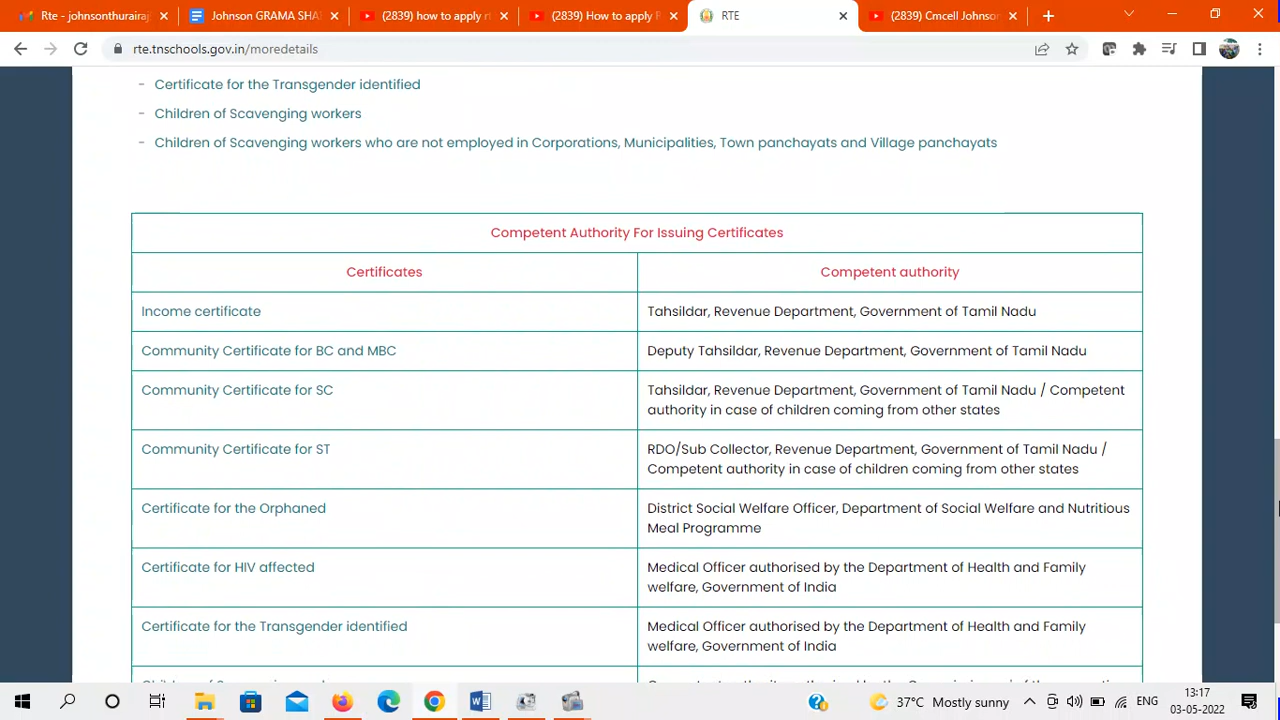 Rte - johnsonthurairaj
Johnson GRAMA SHA
(2839) how to apply rt
(2839) How to apply R
RTE
(2839) Cmcell Johnson
rte.tnschools.gov.in/moredetails
- Certificate for the Transgender identified
- Children of Scavenging workers
- Children of Scavenging workers who are not employed in Corporations, Municipalities, Town panchayats and Village panchayats
Competent Authority For Issuing Certificates
Certificates Competent authority
Income certificate Tahsildar, Revenue Department, Government of Tamil Nadu
Community Certificate for BC and MBC Deputy Tahsildar, Revenue Department, Government of Tamil Nadu
Community Certificate for SC Tahsildar, Revenue Department, Government of Tamil Nadu / Competent
authority in case of children coming from other states
Community Certificate for ST RDO/Sub Collector, Revenue Department, Government of Tamil Nadu /
Competent authority in case of children coming from other states
Certificate for the Orphaned District Social Welfare Officer, Department of Social Welfare and Nutritious
Meal Programme
Certificate for HIV affected Medical Officer authorised by the Department of Health and Family
welfare, Government of India
Certificate for the Transgender identified Medical Officer authorised by the Department of Health and Family
welfare, Government of India
37°C Mostly sunny
ENG
13:17
03-05-2022